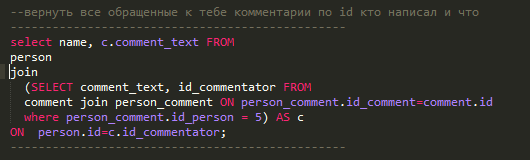 --вернуть все обращенные к тебе комментарии по id кто написал и что
-----------------------------------------------
select name, c.comment_text FROM
person
join
(SELECT comment_text, id_commentator FROM
comment join person_comment ON person_comment.id_comment=comment.id
where person_comment.id_person = 5) AS c
ON  person.id=c.id_commentator;
-----------------------------------------------